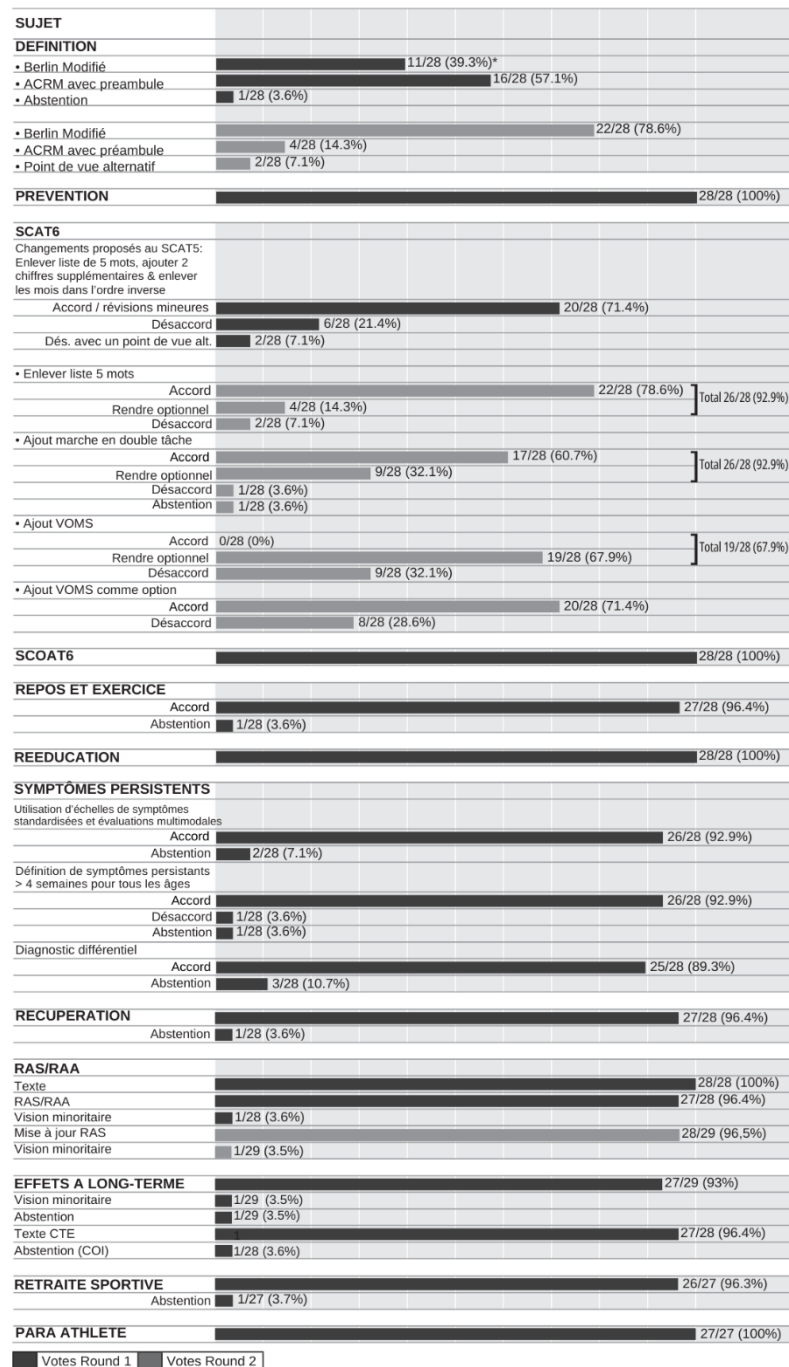 SUJET
DEFINITION
• Berlin Modifié 11/28 (39.3%)*
• ACRM avec preambule 16/28 (57.1%)
• Abstention 1/28 (3.6%)
• Berlin Modifié 22/28 (78.6%)
• ACRM avec préambule 4/28 (14.3%)
• Point de vue alternatif 2/28 (7.1%)
PREVENTION 28/28 (100%)
SCAT6
Changements proposés au SCAT5:
Enlever liste de 5 mots, ajouter 2
chiffres supplémentaires & enlever
les mois dans l'ordre inverse
Accord / révisions mineures 20/28 (71.4%)
Désaccord 6/28 (21.4%)
Dés. avec un point de vue alt. 2/28 (7.1%)
• Enlever liste 5 mots
Accord 22/28 (78.6%)
Total 26/28 (92.9%)
Rendre optionnel 4/28 (14.3%)
Désaccord 2/28 (7.1%)
• Ajout marche en double tâche
Accord 17/28 (60.7%)
Total 26/28 (92.9%)
Rendre optionnel 9/28 (32.1%)
Désaccord 1/28 (3.6%)
Abstention 1/28 (3.6%)
• Ajout VOMS
Accord 0/28 (0%)
Total 19/28 (67.9%)
Rendre optionnel 19/28 (67.9%)
Désaccord 9/28 (32.1%)
• Ajout VOMS comme option
Accord 20/28 (71.4%)
Désaccord 8/28 (28.6%)
SCOAT6 28/28 (100%)
REPOS ET EXERCICE
Accord 27/28 (96.4%)
Abstention 1/28 (3.6%)
REEDUCATION 28/28 (100%)
SYMPTÔMES PERSISTENTS
Utilisation d'échelles de symptômes
standardisées et évaluations multimodales
Accord 26/28 (92.9%)
Abstention 2/28 (7.1%)
Définition de symptômes persistants
> 4 semaines pour tous les âges
Accord 26/28 (92.9%)
Désaccord 1/28 (3.6%)
Abstention 1/28 (3.6%)
Diagnostic différentiel
Accord 25/28 (89.3%)
Abstention 3/28 (10.7%)
RECUPERATION 27/28 (96.4%)
Abstention 1/28 (3.6%)
RAS/RAA
Texte 28/28 (100%)
RAS/RAA 27/28 (96.4%)
Vision minoritaire 1/28 (3.6%)
Mise à jour RAS 28/29 (96,5%)
Vision minoritaire 1/29 (3.5%)
EFFETS A LONG-TERME 27/29 (93%)
Vision minoritaire 1/29 (3.5%)
Abstention 1/29 (3.5%)
Texte CTE 27/28 (96.4%)
Abstention (COI) 1/28 (3.6%)
RETRAITE SPORTIVE 26/27 (96.3%)
Abstention 1/27 (3.7%)
PARA ATHLETE 27/27 (100%)
Votes Round 1 Votes Round 2